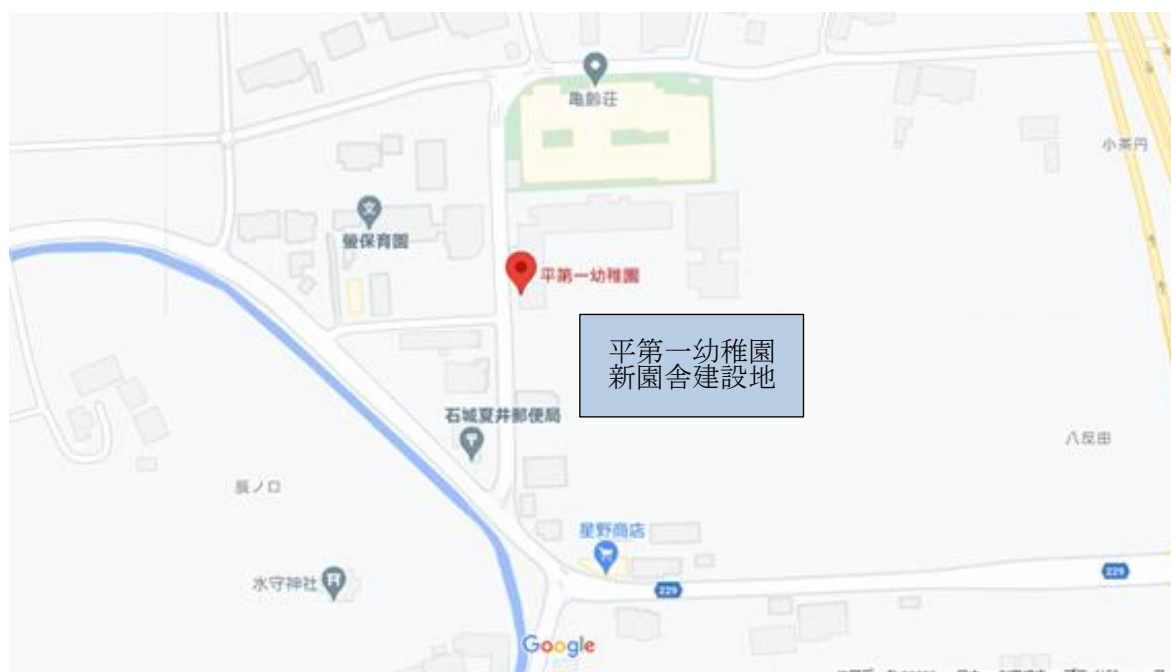 亀齢荘
小茶円
螢保育園
平第一幼稚園
平第一幼稚園
新園舎建設地
石城夏井郵便局
八反田
辰ノ口
星野商店
水守神社
229
229
Google